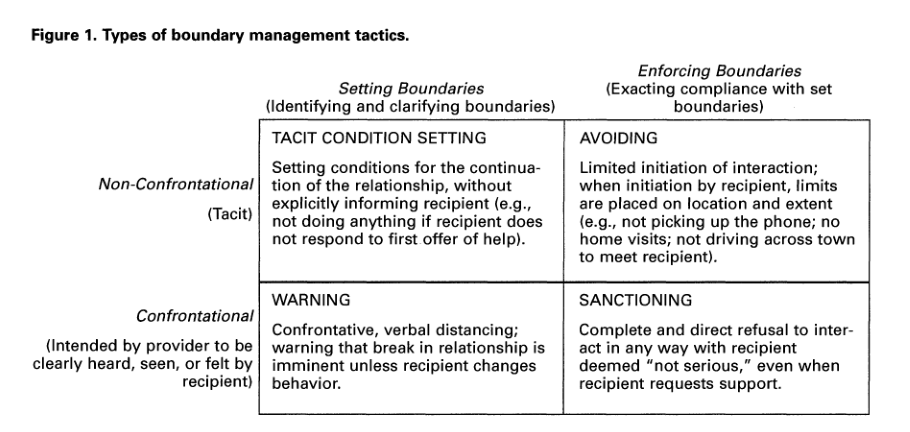 Figure 1. Types of boundary management tactics.
Setting Boundaries
(Identifying and clarifying boundaries)
Enforcing Boundaries
(Exacting compliance with set
boundaries)
Non-Confrontational
(Tacit)
TACIT CONDITION SETTING
Setting conditions for the continua-
tion of the relationship, without
explicitly informing recipient (e.g.,
not doing anything if recipient does
not respond to first offer of help).
AVOIDING
Limited initiation of interaction;
when initiation by recipient, limits
are placed on location and extent
(e.g., not picking up the phone; no
home visits; not driving across town
to meet recipient).
Confrontational
(Intended by provider to be
clearly heard, seen, or felt by
recipient)
WARNING
Confrontative, verbal distancing;
warning that break in relationship is
imminent unless recipient changes
behavior.
SANCTIONING
Complete and direct refusal to inter-
act in any way with recipient
deemed “not serious,” even when
recipient requests support.